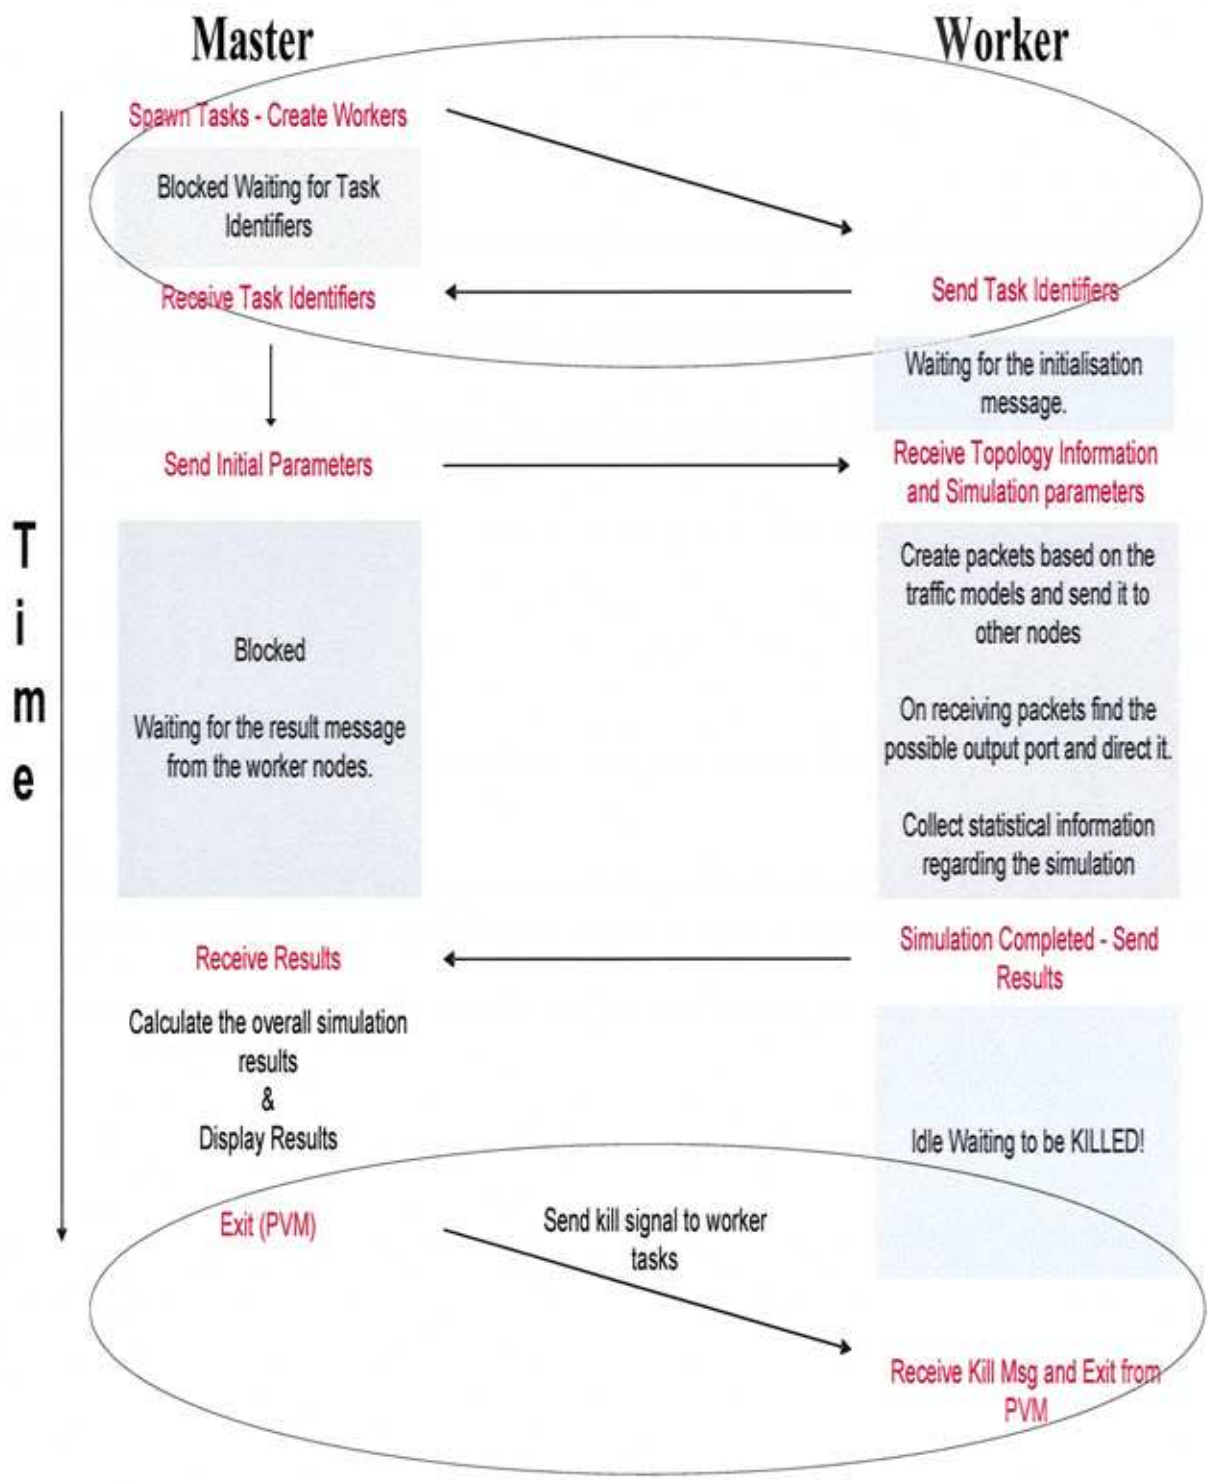 Master
Worker
Spawn Tasks - Create Workers
Blocked Waiting for Task
Identifiers
Receive Task Identifiers
Send Task Identifiers
Waiting for the initialisation
message.
Send Initial Parameters
Receive Topology Information
and Simulation parameters
Time
Blocked
Waiting for the result message
from the worker nodes.
Create packets based on the
traffic models and send it to
other nodes
On receiving packets find the
possible output port and direct it.
Collect statistical information
regarding the simulation
Receive Results
Simulation Completed - Send
Results
Calculate the overall simulation
results
&
Display Results
Idle Waiting to be KILLED!
Exit (PVM)
Send kill signal to worker
tasks
Receive Kill Msg and Exit from
PVM